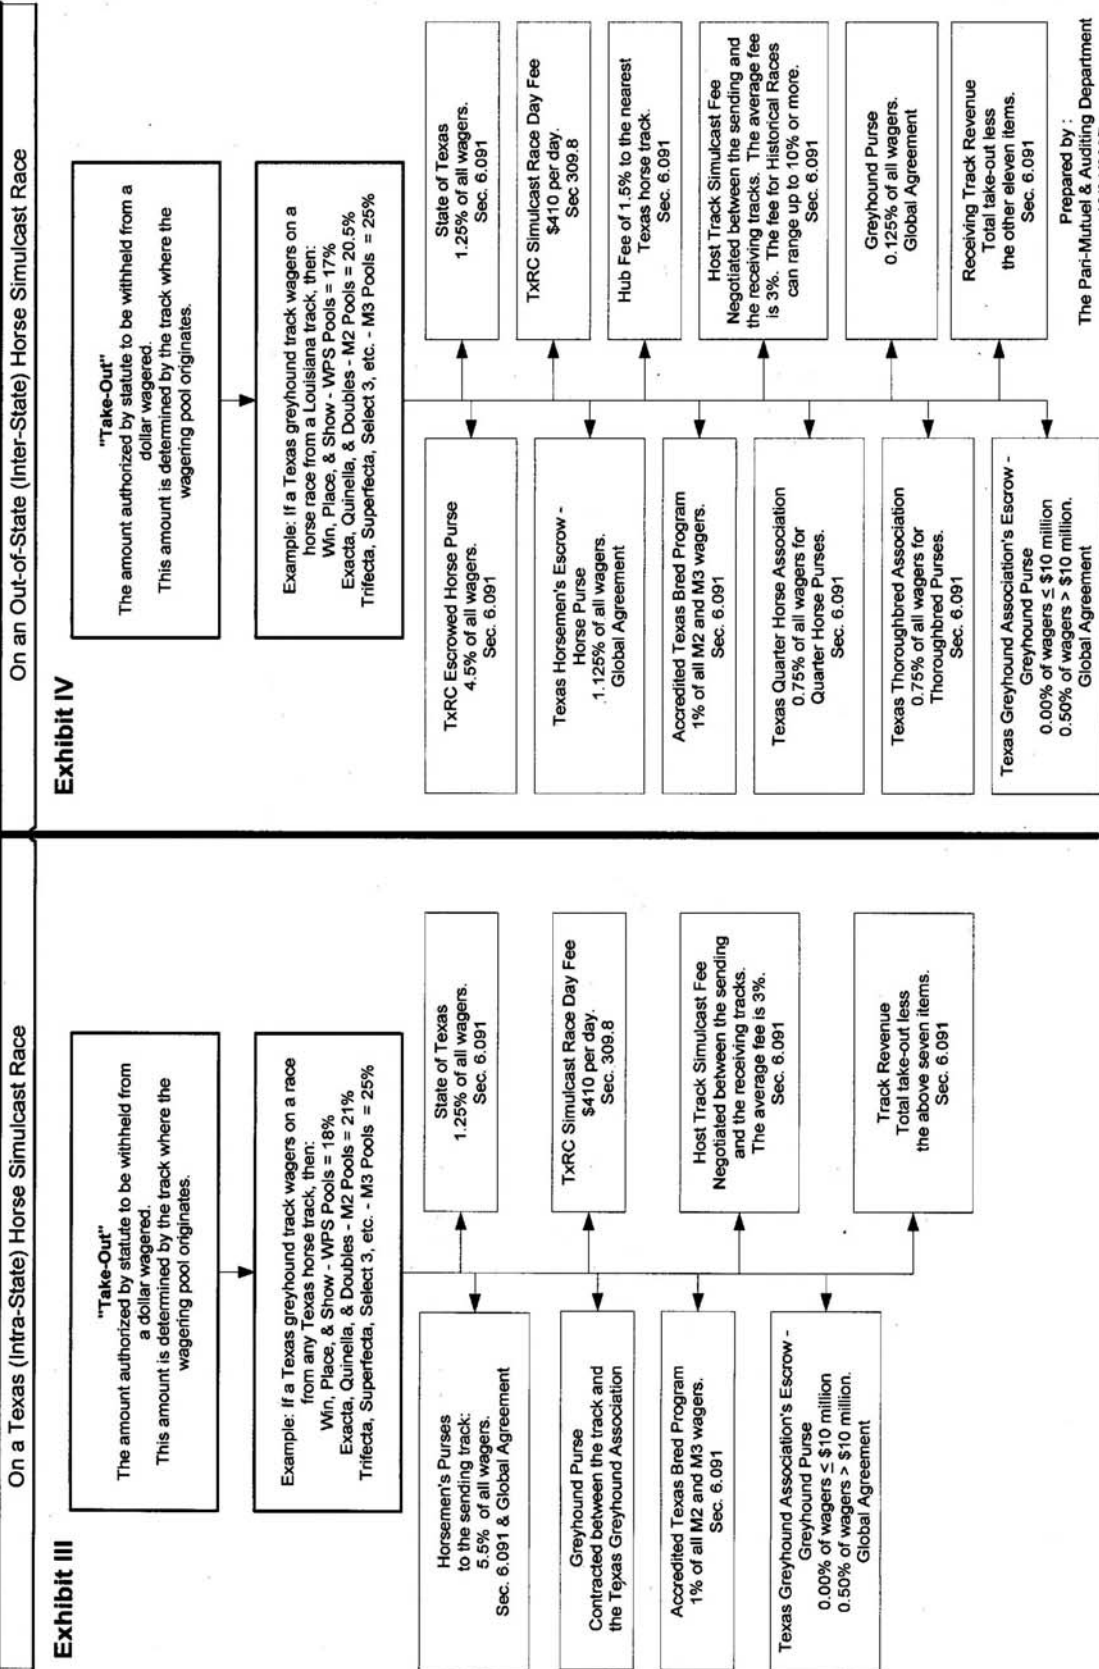 On a Texas (Intra-State) Horse Simulcast Race
Exhibit III
"Take-Out"
The amount authorized by statute to be withheld from
a dollar wagered.
This amount is determined by the track where the
wagering pool originates.
Example: If a Texas greyhound track wagers on a race
from any Texas horse track, then:
Win, Place, & Show - WPS Pools = 18%
Exacta, Quinella, & Doubles - M2 Pools = 21%
Trifecta, Superfecta, Select 3, etc. - M3 Pools = 25%
Horsemen's Purses
to the sending track:
5.5% of all wagers.
Sec. 6.091 & Global Agreement
State of Texas
1.25% of all wagers.
Sec. 6.091
Greyhound Purse
Contracted between the track and
the Texas Greyhound Association
TxRC Simulcast Race Day Fee
$410 per day.
Sec. 309.8
Accredited Texas Bred Program
1% of all M2 and M3 wagers.
Sec. 6.091
Host Track Simulcast Fee
Negotiated between the sending
and the receiving tracks.
The average fee is 3%.
Sec. 6.091
Texas Greyhound Association's Escrow -
Greyhound Purse
0.00% of wagers ≤ $10 million
0.50% of wagers > $10 million.
Global Agreement
Track Revenue
Total take-out less
the above seven items.
Sec. 6.091
On an Out-of-State (Inter-State) Horse Simulcast Race
Exhibit IV
"Take-Out"
The amount authorized by statute to be withheld from a
dollar wagered.
This amount is determined by the track where the
wagering pool originates.
Example: If a Texas greyhound track wagers on a
horse race from a Louisiana track, then:
Win, Place, & Show - WPS Pools = 17%
Exacta, Quinella, & Doubles - M2 Pools = 20.5%
Trifecta, Superfecta, Select 3, etc. - M3 Pools = 25%
TxRC Escrowed Horse Purse
4.5% of all wagers.
Sec. 6.091
State of Texas
1.25% of all wagers.
Sec. 6.091
Texas Horsemen's Escrow -
Horse Purse
1.125% of all wagers.
Global Agreement
TxRC Simulcast Race Day Fee
$410 per day.
Sec 309.8
Accredited Texas Bred Program
1% of all M2 and M3 wagers.
Sec. 6.091
Hub Fee of 1.5% to the nearest
Texas horse track.
Sec. 6.091
Texas Quarter Horse Association
0.75% of all wagers for
Quarter Horse Purses.
Sec. 6.091
Host Track Simulcast Fee
Negotiated between the sending and
the receiving tracks. The average fee
is 3%. The fee for Historical Races
can range up to 10% or more.
Sec. 6.091
Texas Thoroughbred Association
0.75% of all wagers for
Thoroughbred Purses.
Sec. 6.091
Greyhound Purse
0.125% of all wagers.
Global Agreement
Texas Greyhound Association's Escrow -
Greyhound Purse
0.00% of wagers ≤ $10 million
0.50% of wagers > $10 million.
Global Agreement
Receiving Track Revenue
Total take-out less
the other eleven items.
Sec. 6.091
Prepared by :
The Pari-Mutuel & Auditing Department